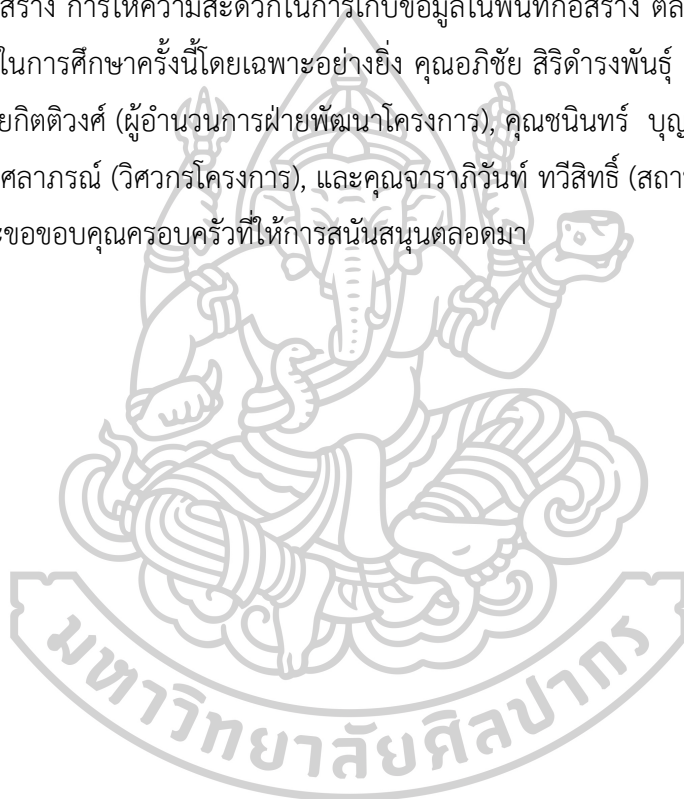 สร้าง การให้ความสะดวกในการเก็บข้อมูลในพื้นที่ก่อสร้าง ตล
ในการศึกษาครั้งนี้โดยเฉพาะอย่างยิ่ง คุณอภิชัย สิริดำรงพันธุ์
ยกิตติวงศ์ (ผู้อำนวยการฝ่ายพัฒนาโครงการ), คุณชนินทร์ บุญ
ศลาภรณ์ (วิศวกรโครงการ), และคุณจาราภิวันท์ ทวีสิทธิ์ (สถา
ะขอขอบคุณครอบครัวที่ให้การสนันสนุนตลอดมา
มหาวิทยาลัยศิลปากร